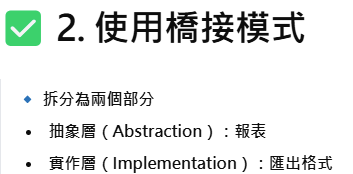 ✅ 2. 使用橋接模式
🔹 拆分為兩個部分
• 抽象層（Abstraction）：報表
• 實作層（Implementation）：匯出格式